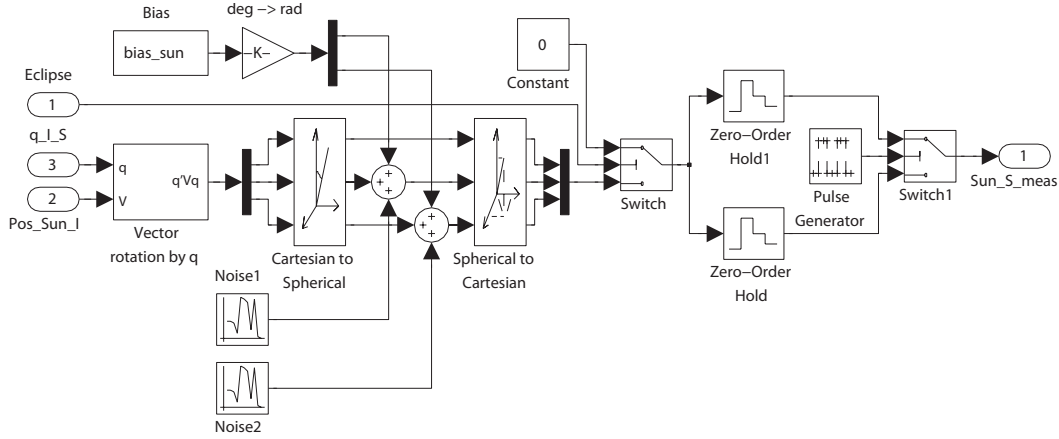 Bias
deg −> rad
bias_sun
−K−
0
Constant
Eclipse
1
q_I_S
3
q
q'Vq
2
V
Pos_Sun_I
Vector
rotation by q
Cartesian to
Spherical
+
+
+
+
+
+
Spherical to
Cartesian
Switch
Zero−Order
Hold1
Pulse
Generator
Switch1
1
Sun_S_meas
Zero−Order
Hold
Noise1
Noise2